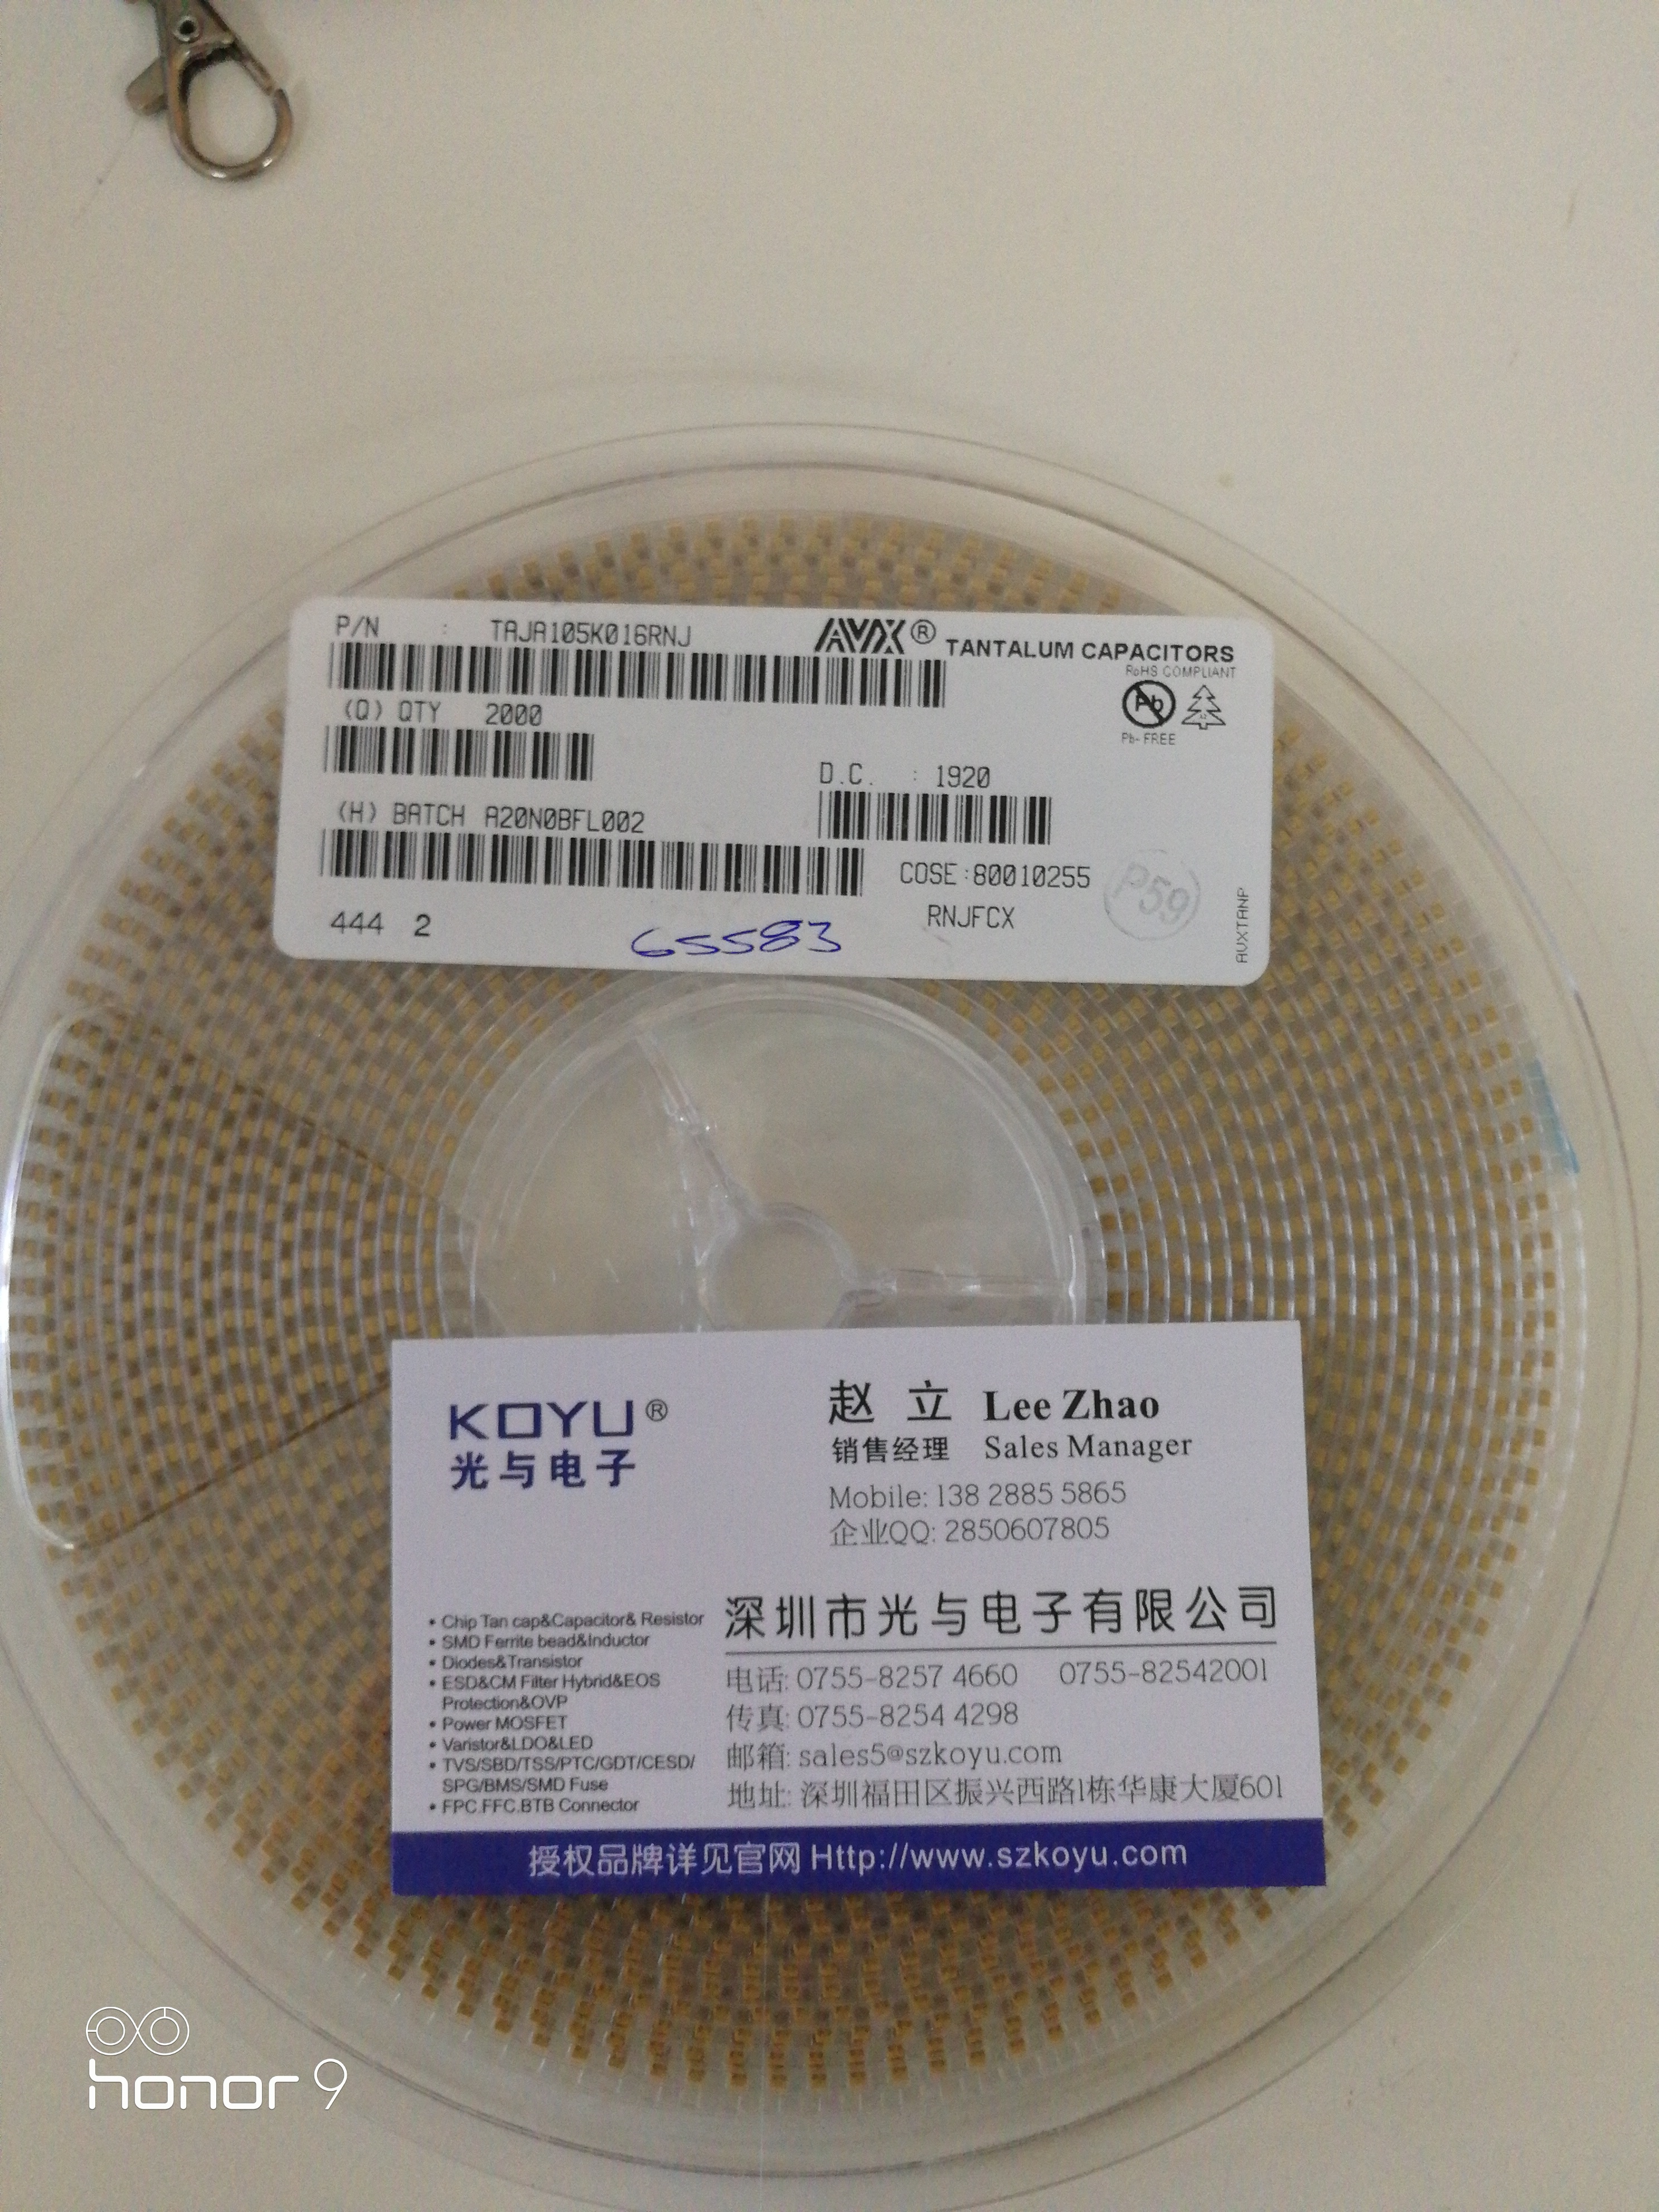 P/N : TAJA105K016RNJ
AVX® TANTALUM CAPACITORS
RoHS COMPLIANT
Pb
Pb- FREE
(Q) QTY 2000
D.C. : 1920
(H) BATCH A20N0BFL002
COSE:80010255
P59
RNJFCX
444 2
65583
AUXTANP
KOYU®
光与电子
赵 立 Lee Zhao
销售经理 Sales Manager
Mobile: 138 2885 5865
企业QQ: 2850607805
• Chip Tan cap&Capacitor& Resistor
• SMD Ferrite bead&Inductor
• Diodes&Transistor
• ESD&CM Filter Hybrid&EOS
Protection&OVP
• Power MOSFET
• Varistor&LDO&LED
• TVS/SBD/TSS/PTC/GDT/CESD/
SPG/BMS/SMD Fuse
• FPC.FFC.BTB Connector
深圳市光与电子有限公司
电话: 0755-8257 4660 0755-82542001
传真: 0755-8254 4298
邮箱: sales5@szkoyu.com
地址: 深圳福田区振兴西路1栋华康大厦601
授权品牌详见官网 Http://www.szkoyu.com
honor 9